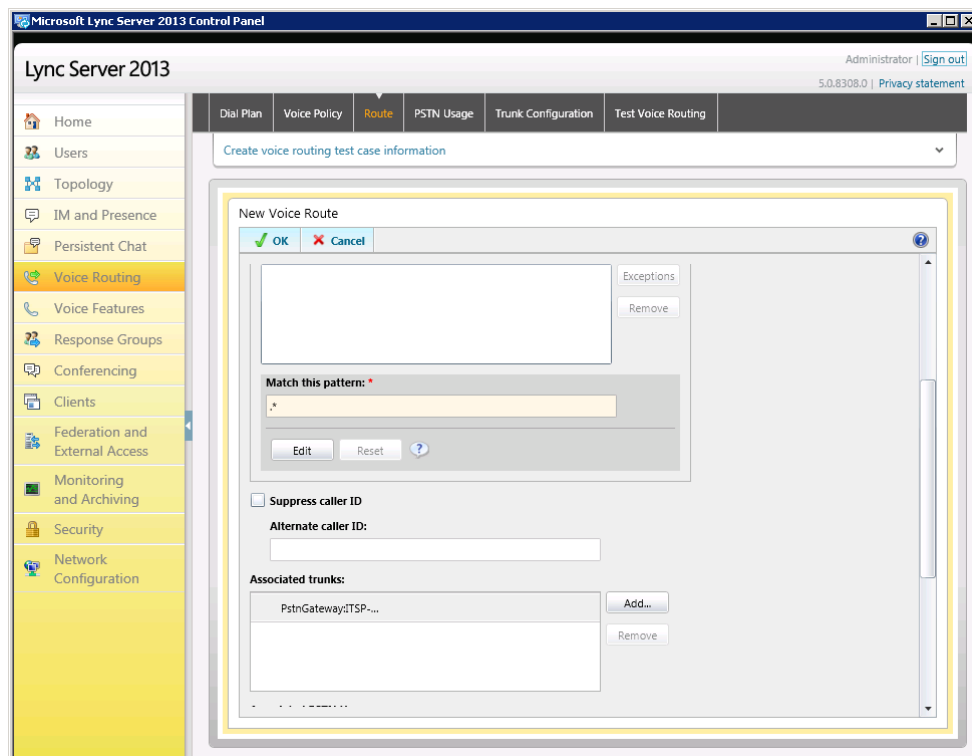 Microsoft Lync Server 2013 Control Panel
Lync Server 2013
Administrator | Sign out
5.0.8308.0 | Privacy statement
Home
Users
Topology
IM and Presence
Persistent Chat
Voice Routing
Voice Features
Response Groups
Conferencing
Clients
Federation and
External Access
Monitoring
and Archiving
Security
Network
Configuration
Dial Plan
Voice Policy
Route
PSTN Usage
Trunk Configuration
Test Voice Routing
Create voice routing test case information
New Voice Route
OK
Cancel
Exceptions
Remove
Match this pattern: *
.*
Edit
Reset
Suppress caller ID
Alternate caller ID:
Associated trunks:
PstnGateway:ITSP-...
Add...
Remove